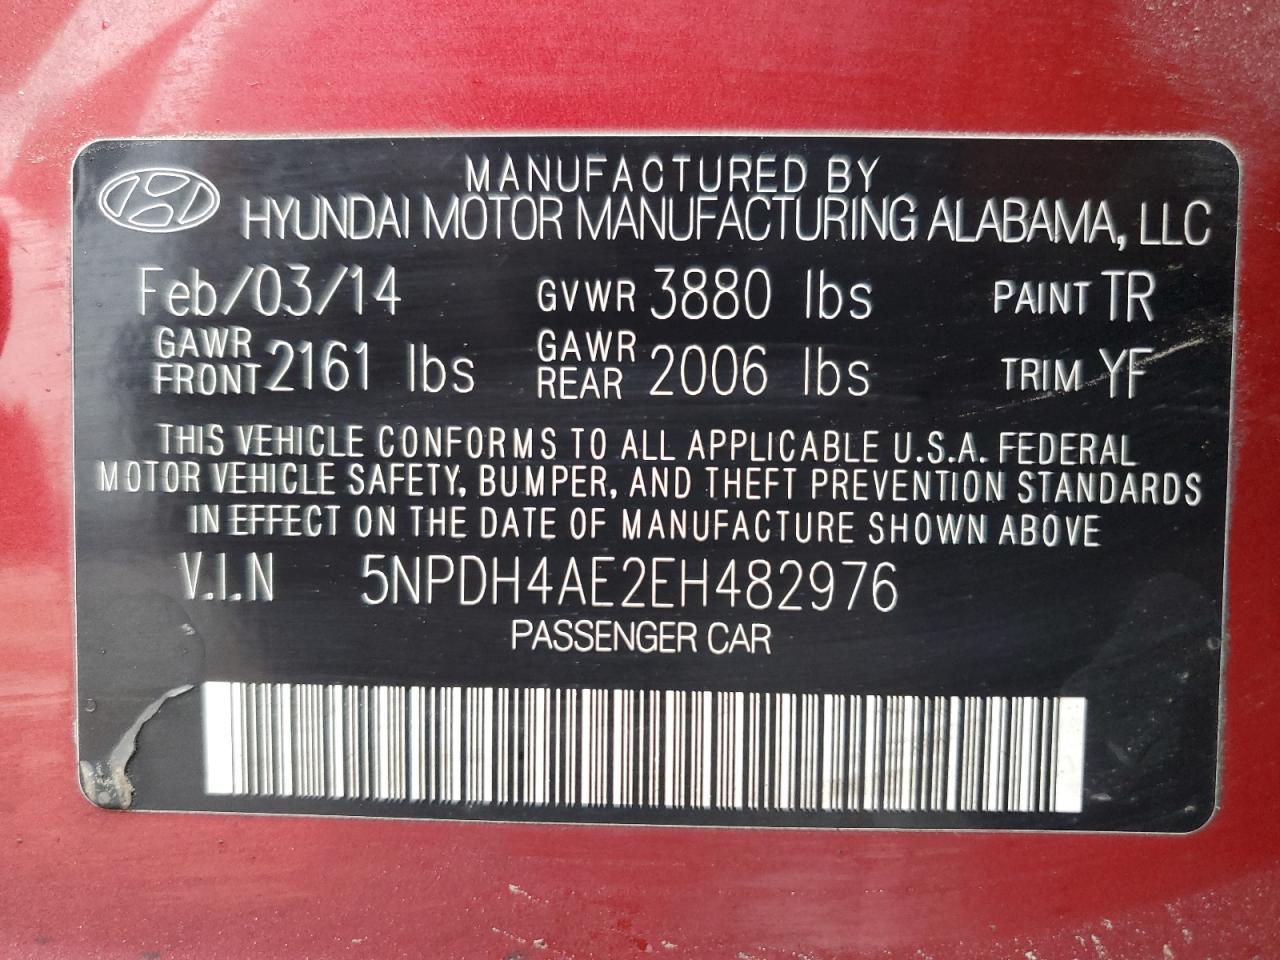 MANUFACTURED BY
HYUNDAI MOTOR MANUFACTURING ALABAMA, LLC
Feb/03/14 GVWR 3880 lbs PAINT TR
GAWR FRONT 2161 lbs GAWR REAR 2006 lbs TRIM YF
THIS VEHICLE CONFORMS TO ALL APPLICABLE U.S.A. FEDERAL
MOTOR VEHICLE SAFETY, BUMPER, AND THEFT PREVENTION STANDARDS
IN EFFECT ON THE DATE OF MANUFACTURE SHOWN ABOVE
V.I.N 5NPDH4AE2EH482976
PASSENGER CAR